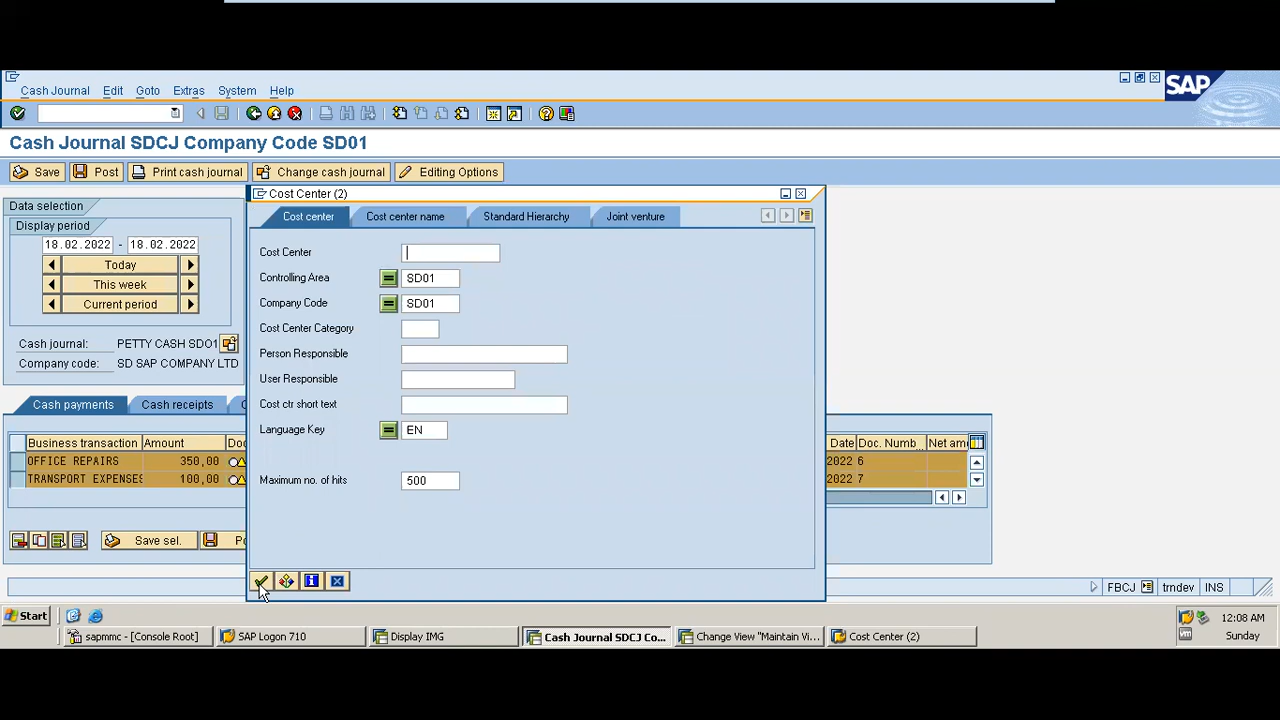 Cash Journal Edit Goto Extras System Help
SAP
Cash Journal SDCJ Company Code SD01
Save Post Print cash journal Change cash journal Editing Options
Data selection
Display period
18.02.2022 - 18.02.2022
Today
This week
Current period
Cash journal: PETTY CASH SDO1
Company code: SD SAP COMPANY LTD
Cash payments Cash receipts
Business transaction Amount
OFFICE REPAIRS 350,00
TRANSPORT EXPENSES 100,00
Save sel.
Cost Center (2)
Cost center Cost center name Standard Hierarchy Joint venture
Cost Center
Controlling Area SD01
Company Code SD01
Cost Center Category
Person Responsible
User Responsible
Cost ctr short text
Language Key EN
Maximum no. of hits 500
Date Doc. Numb
2022 6
2022 7
FBCJ trndev INS
Start
sapmmc - [Console Root] SAP Logon 710 Display IMG Cash Journal SDCJ Co... Change View "Maintain Vi... Cost Center (2)
12:08 AM
Sunday